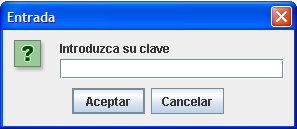 Entrada
?
Introduzca su clave
Aceptar
Cancelar